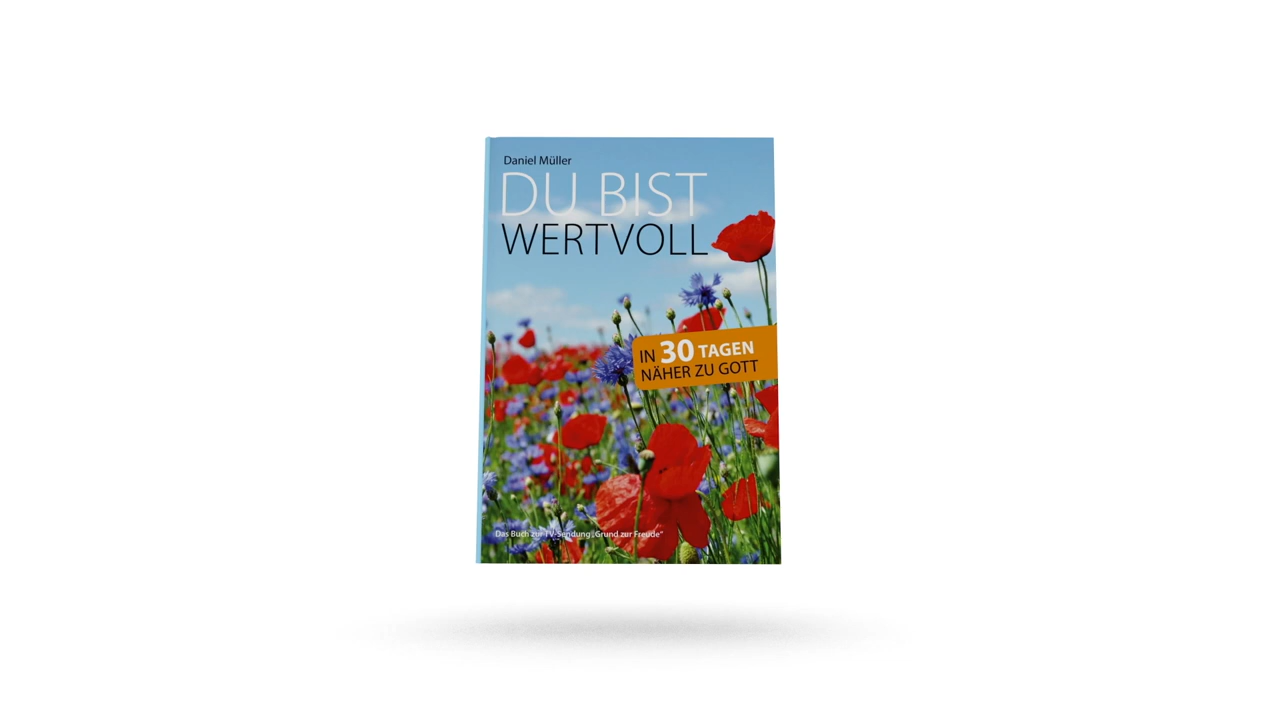 Daniel Müller
DU BIST
WERTVOLL
IN 30 TAGEN
NÄHER ZU GOTT
Das Buch zur TV-Sendung „Grund zur Freude“